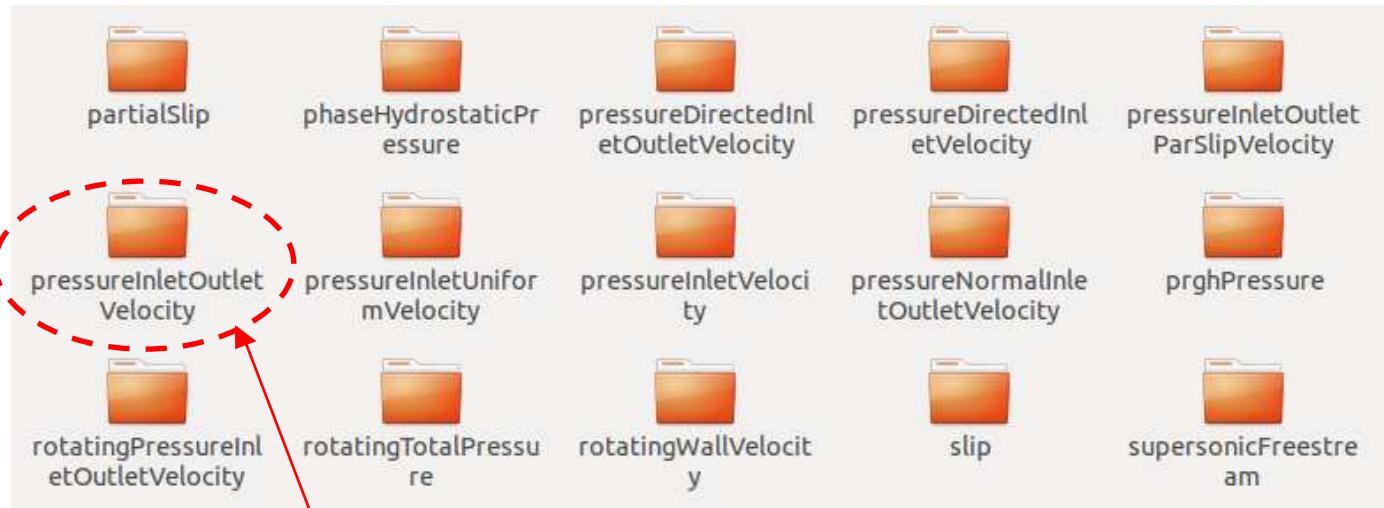 partialSlip
phaseHydrostaticPr
essure
pressureDirectedInl
etOutletVelocity
pressureDirectedInl
etVelocity
pressureInletOutlet
ParSlipVelocity
pressureInletOutlet
Velocity
pressureInletUnifor
mVelocity
pressureInletVeloci
ty
pressureNormalInle
tOutletVelocity
prghPressure
rotatingPressureInl
etOutletVelocity
rotatingTotalPressu
re
rotatingWallVelocit
y
slip
supersonicFreestre
am